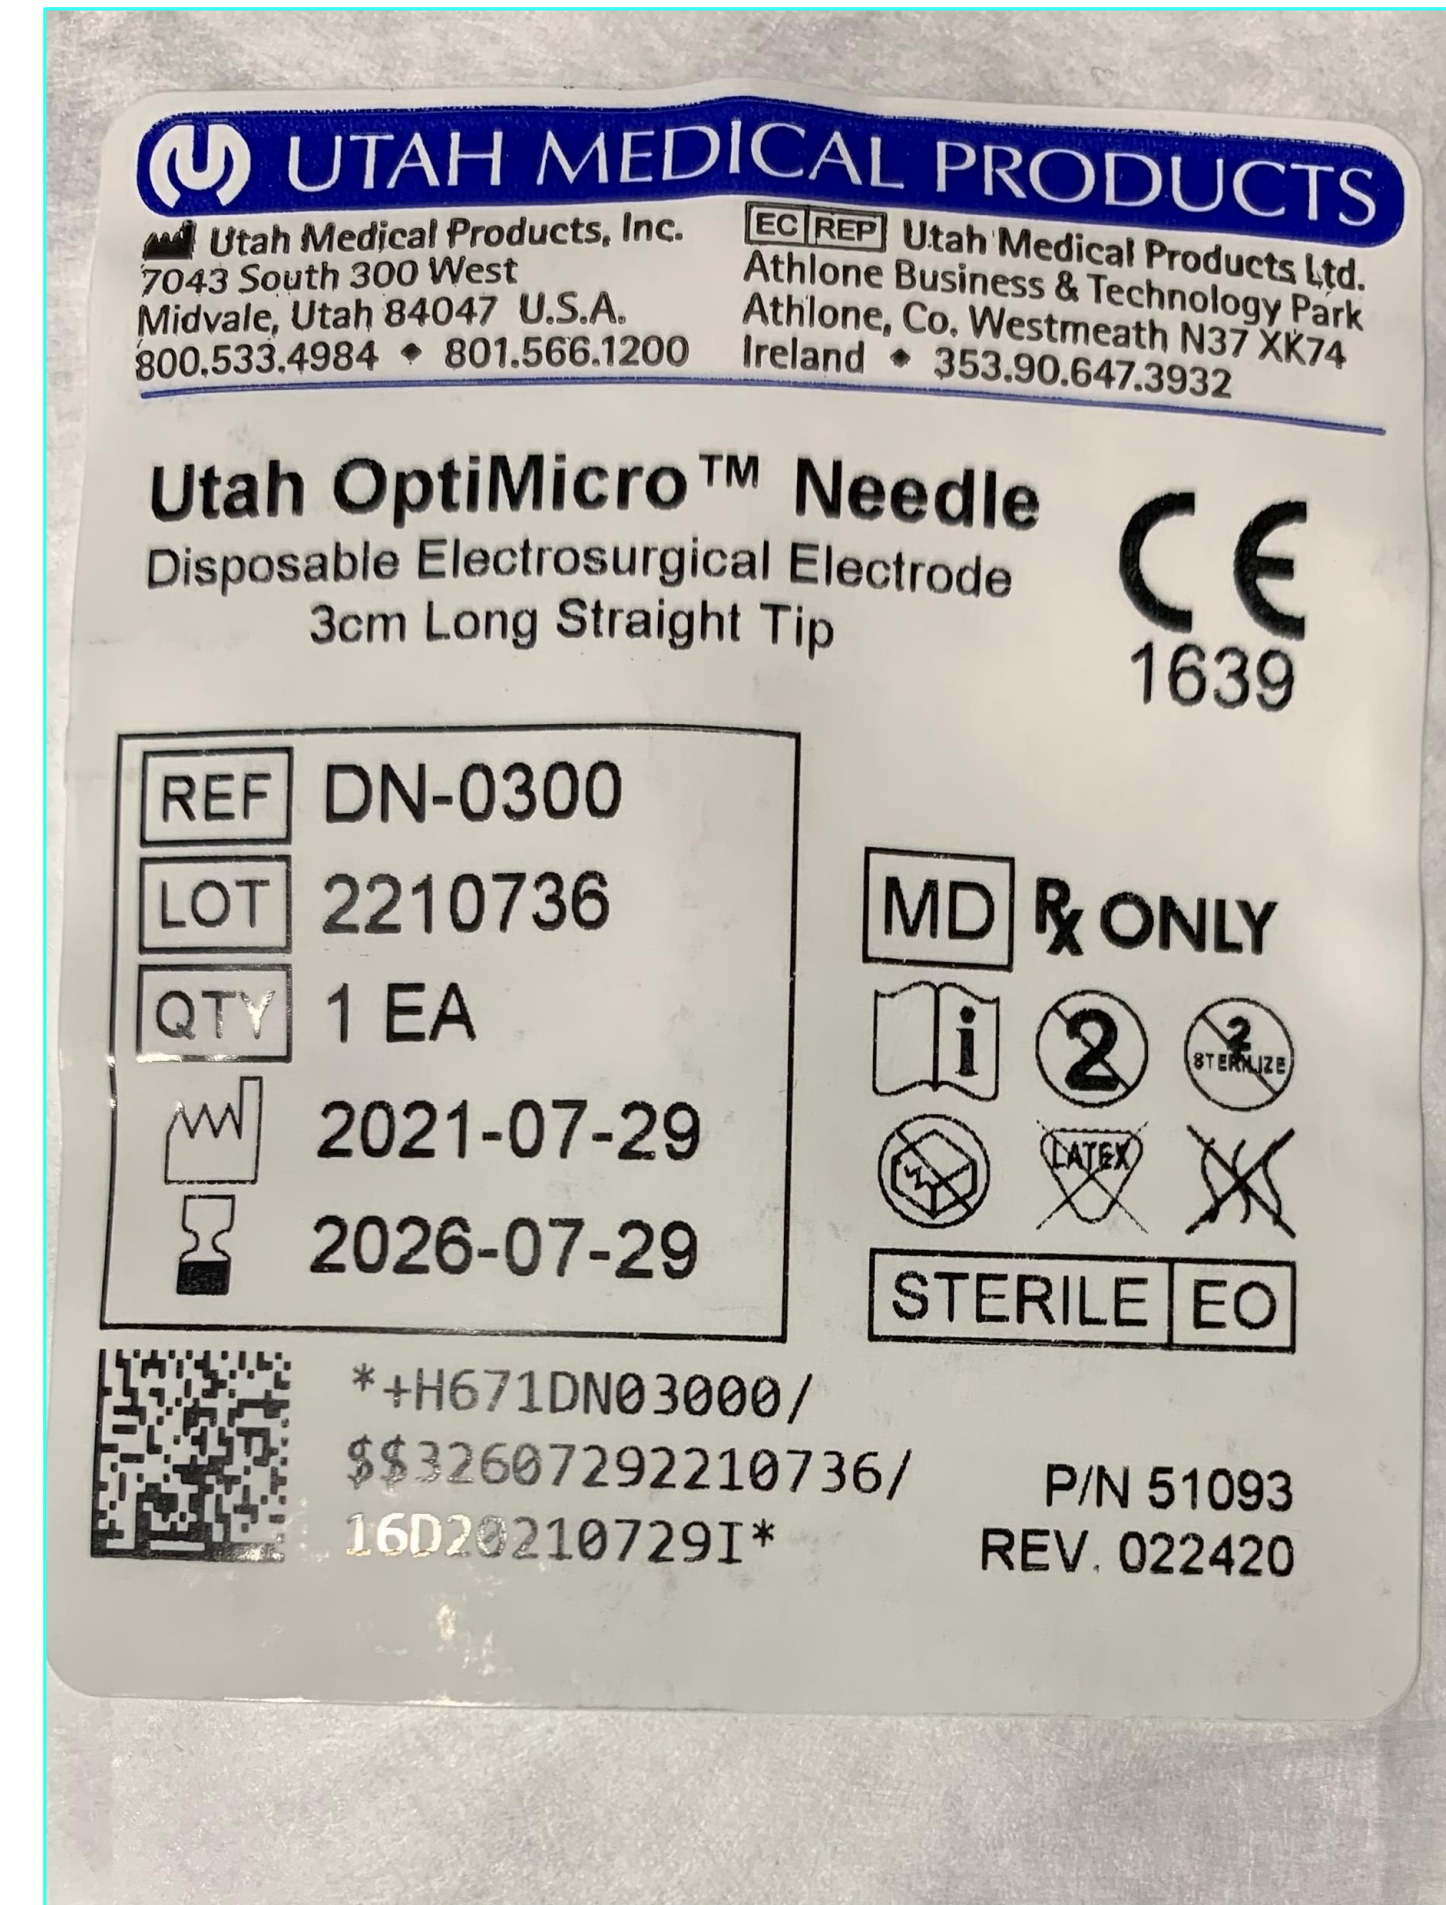 UTAH MEDICAL PRODUCTS
Utah Medical Products, Inc.
7043 South 300 West
Midvale, Utah 84047 U.S.A.
800.533.4984 ◆ 801.566.1200
EC REP Utah Medical Products Ltd.
Athlone Business & Technology Park
Athlone, Co. Westmeath N37 XK74
Ireland ◆ 353.90.647.3932
Utah OptiMicro™ Needle
Disposable Electrosurgical Electrode
3cm Long Straight Tip
CE
1639
REF DN-0300
LOT 2210736
QTY 1 EA
2021-07-29
2026-07-29
MD Rx ONLY
i 2 2 STERILIZE
LATEX
STERILE EO
*+H671DN03000/
$$32607292210736/
16D20210729I*
P/N 51093
REV. 022420